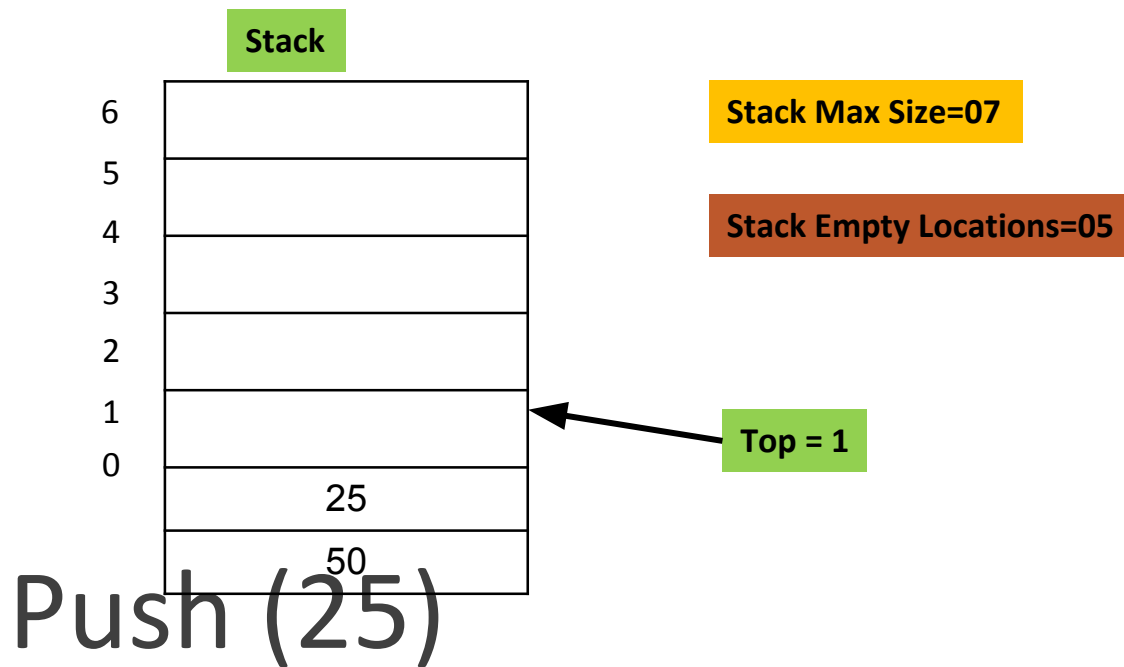 Stack
6
Stack Max Size=07
5
4
Stack Empty Locations=05
3
2
1
Top = 1
0
25
50
Push (25)